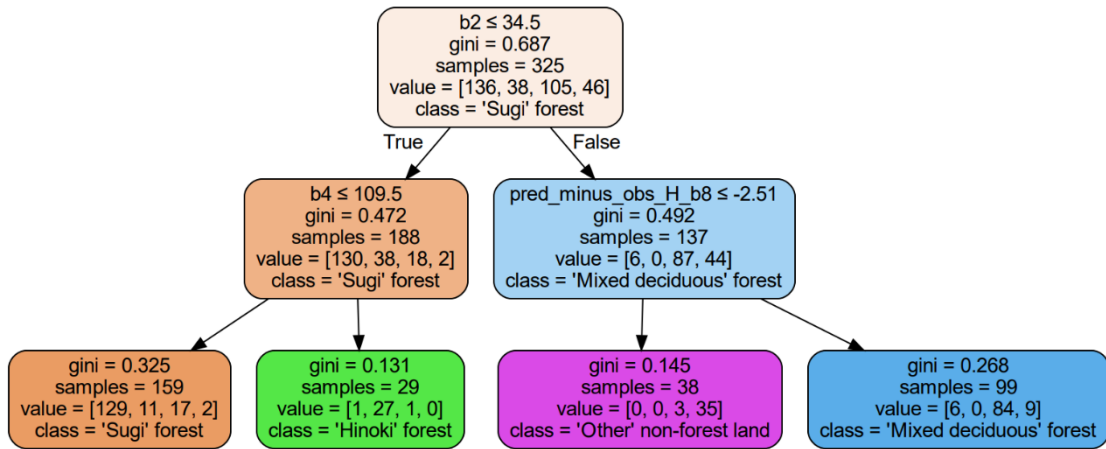 b2 ≤ 34.5
gini = 0.687
samples = 325
value = [136, 38, 105, 46]
class = 'Sugi' forest
True
False
b4 ≤ 109.5
gini = 0.472
samples = 188
value = [130, 38, 18, 2]
class = 'Sugi' forest
pred_minus_obs_H_b8 ≤ -2.51
gini = 0.492
samples = 137
value = [6, 0, 87, 44]
class = 'Mixed deciduous' forest
gini = 0.325
samples = 159
value = [129, 11, 17, 2]
class = 'Sugi' forest
gini = 0.131
samples = 29
value = [1, 27, 1, 0]
class = 'Hinoki' forest
gini = 0.145
samples = 38
value = [0, 0, 3, 35]
class = 'Other' non-forest land
gini = 0.268
samples = 99
value = [6, 0, 84, 9]
class = 'Mixed deciduous' forest